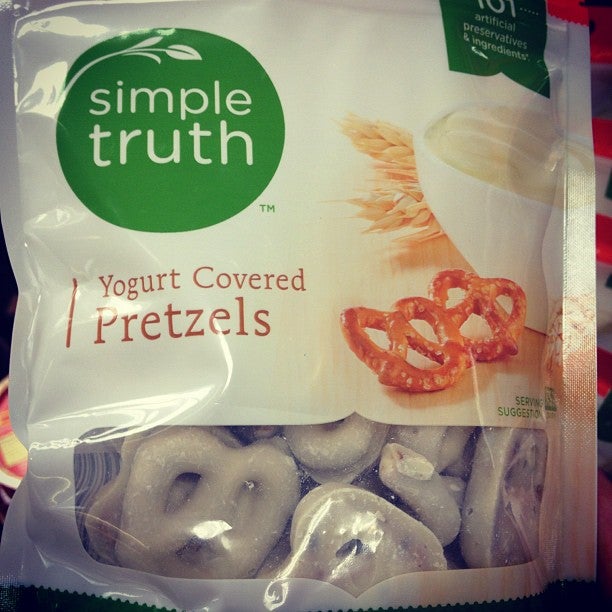 101
artificial
preservatives
& ingredients*
simple
truth
TM
Yogurt Covered
Pretzels
SERVING
SUGGESTION